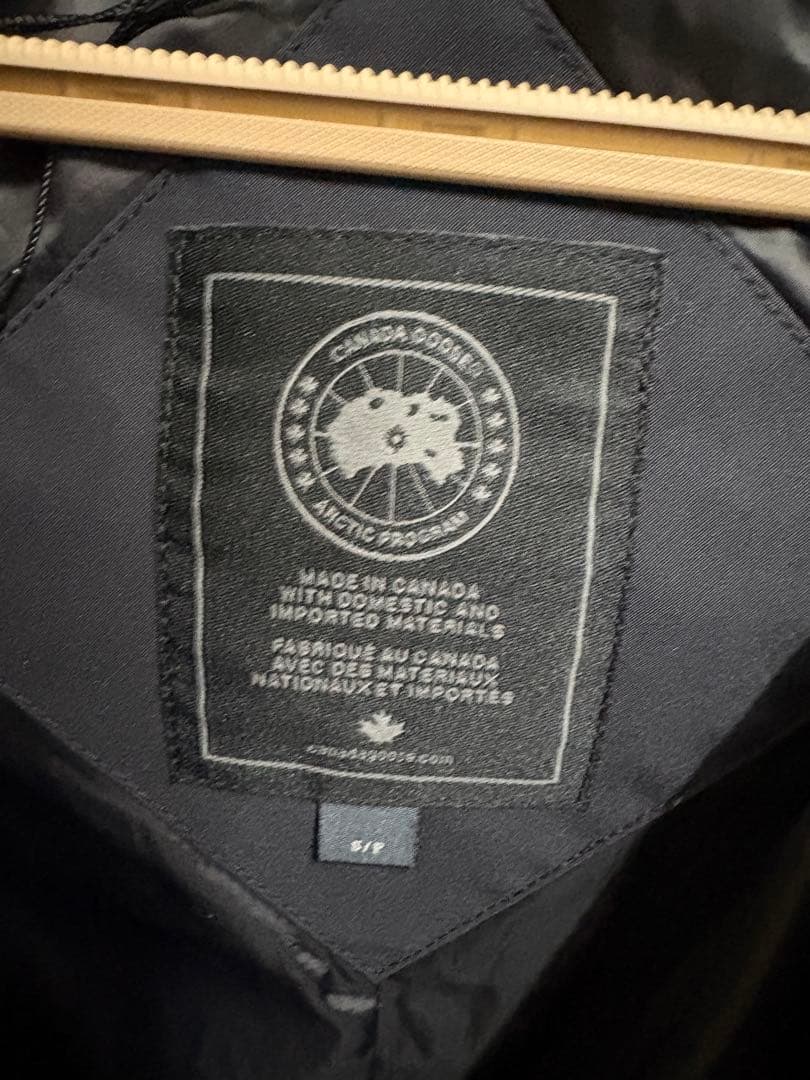 CANADA GOOSE
ARCTIC PROGRAM
MADE IN CANADA
WITH DOMESTIC AND
IMPORTED MATERIALS
FABRIQUÉ AU CANADA
AVEC DES MATERIAUX
NATIONAUX ET IMPORTÉS
canadagoose.com
S/P